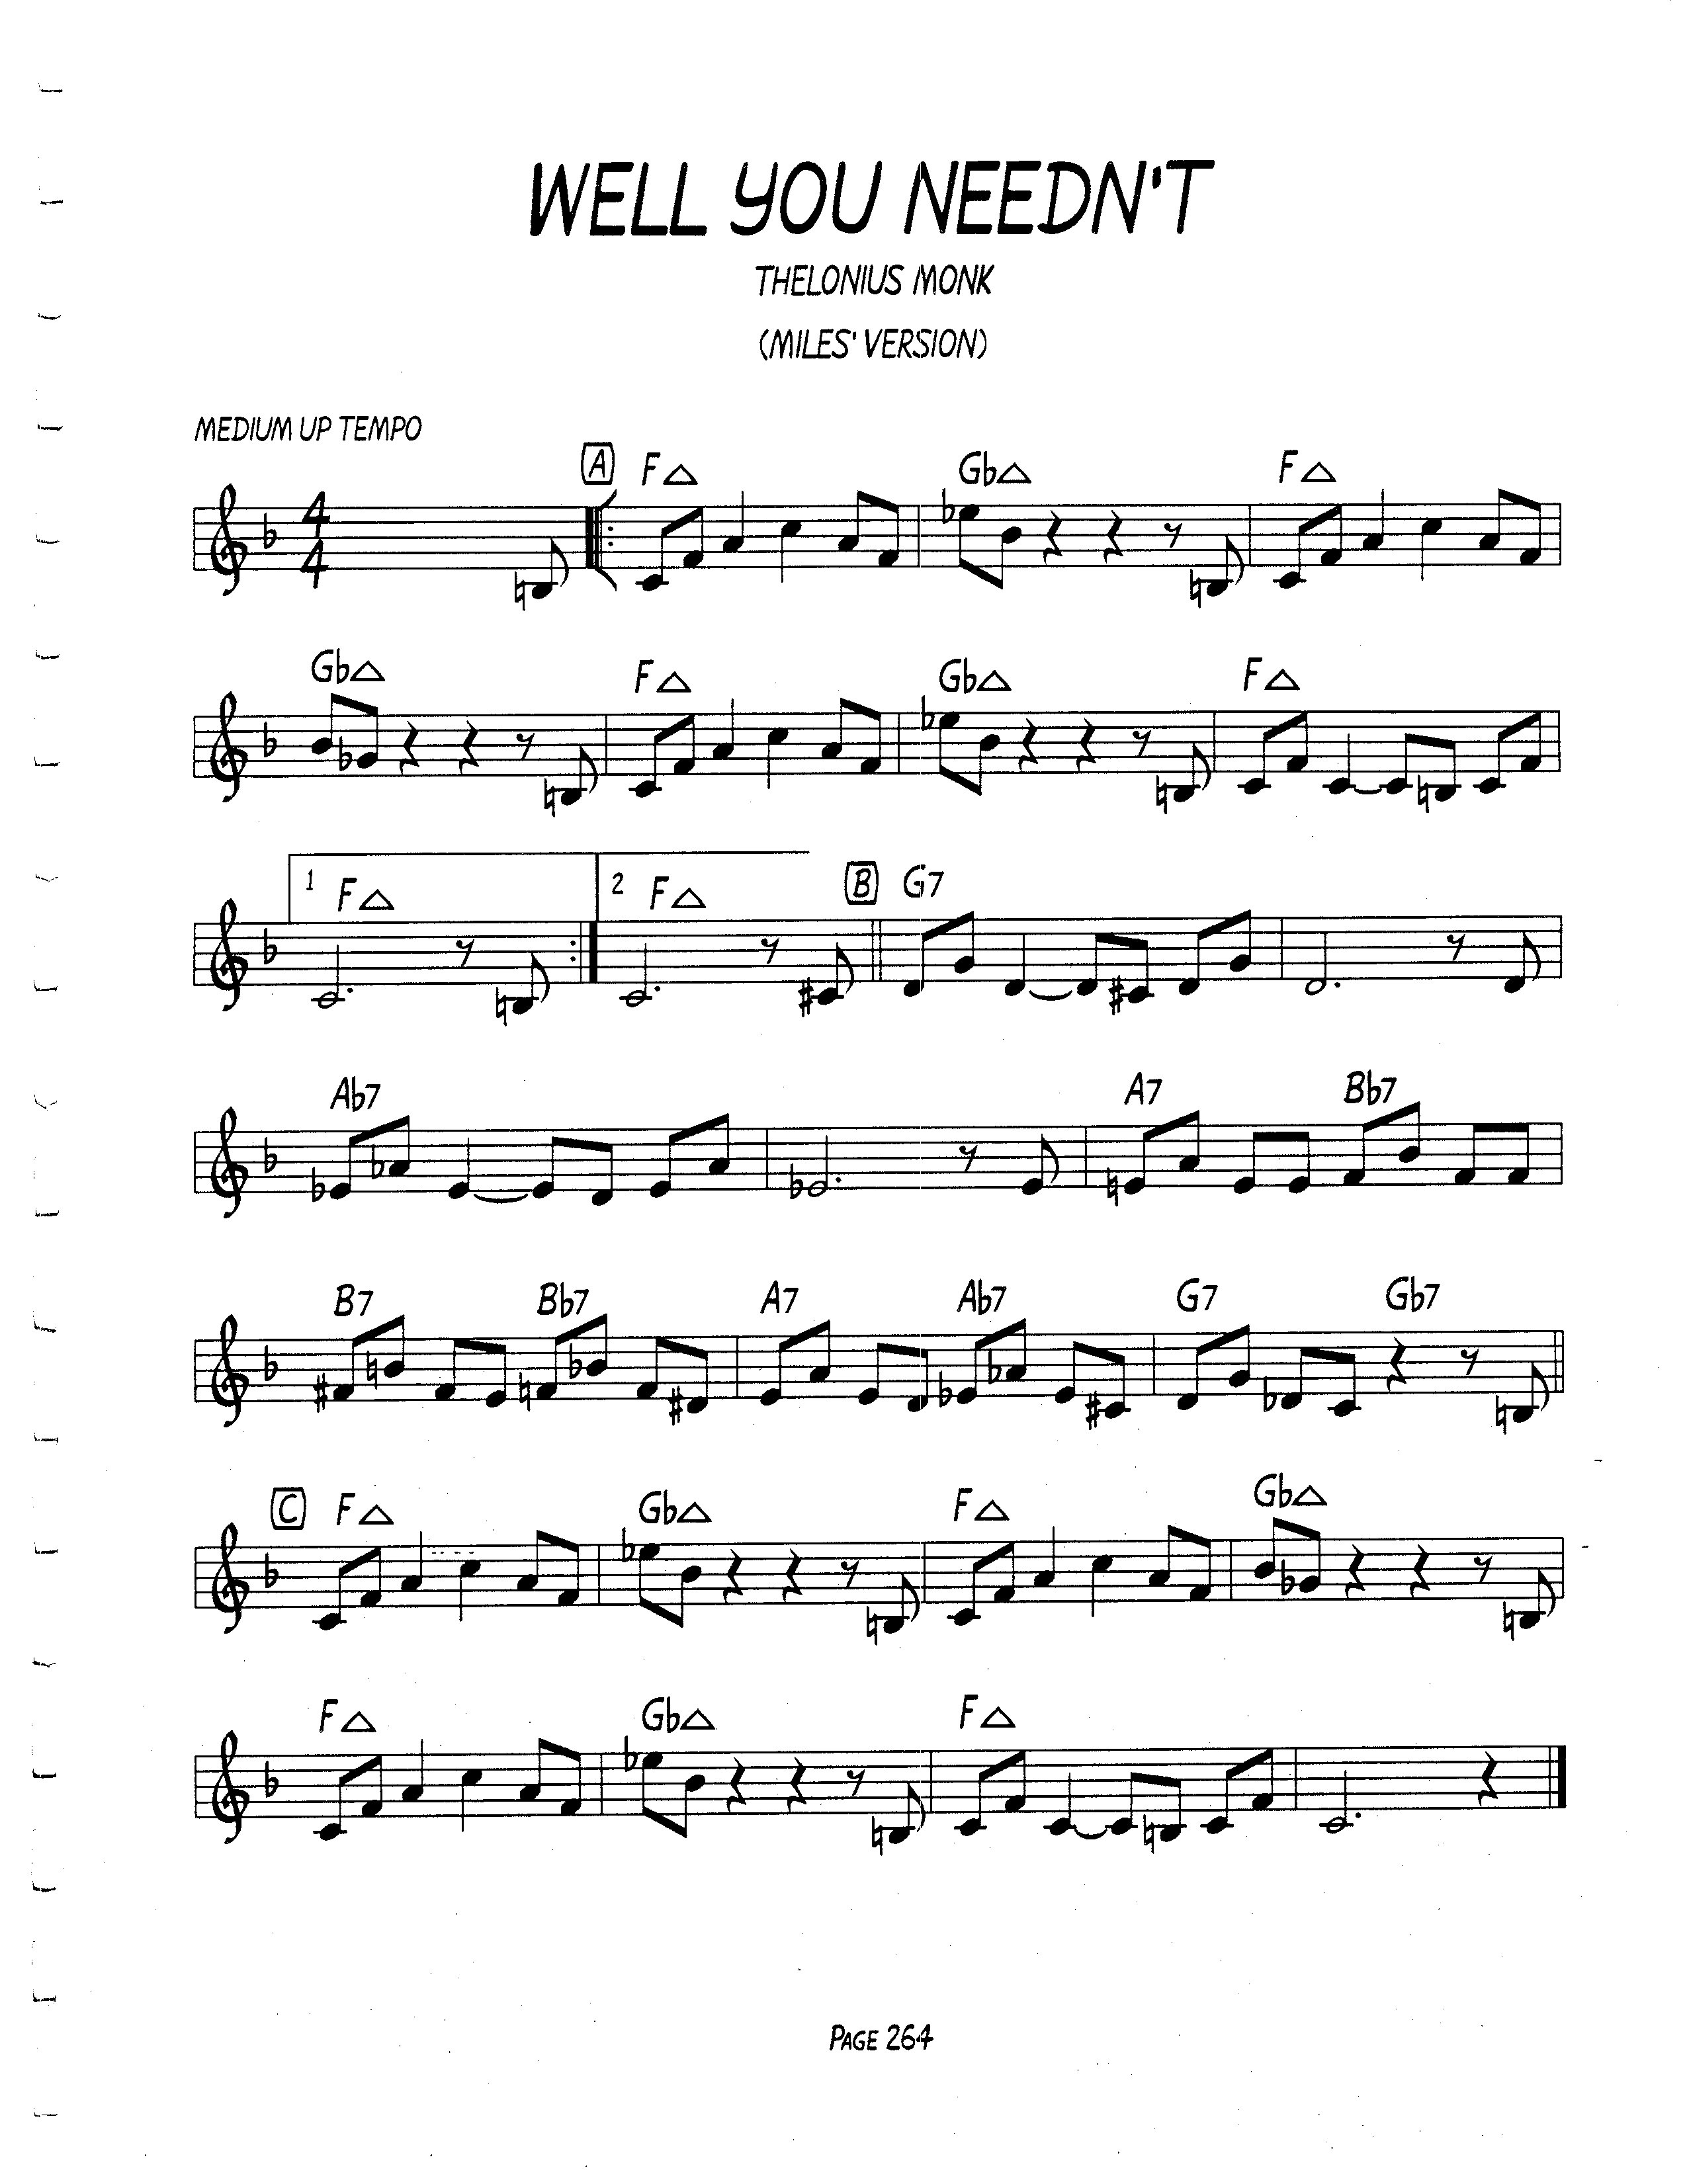 WELL YOU NEEDN'T
THELONIUS MONK
(MILES' VERSION)
MEDIUM UP TEMPO
A F△ Gb△ F△
4
4
Gb△ F△ Gb△ F△
1 F△ 2 F△ B G7
Ab7 A7 Bb7
B7 Bb7 A7 Ab7 G7 Gb7
C F△ Gb△ F△ Gb△
F△ Gb△ F△
PAGE 264